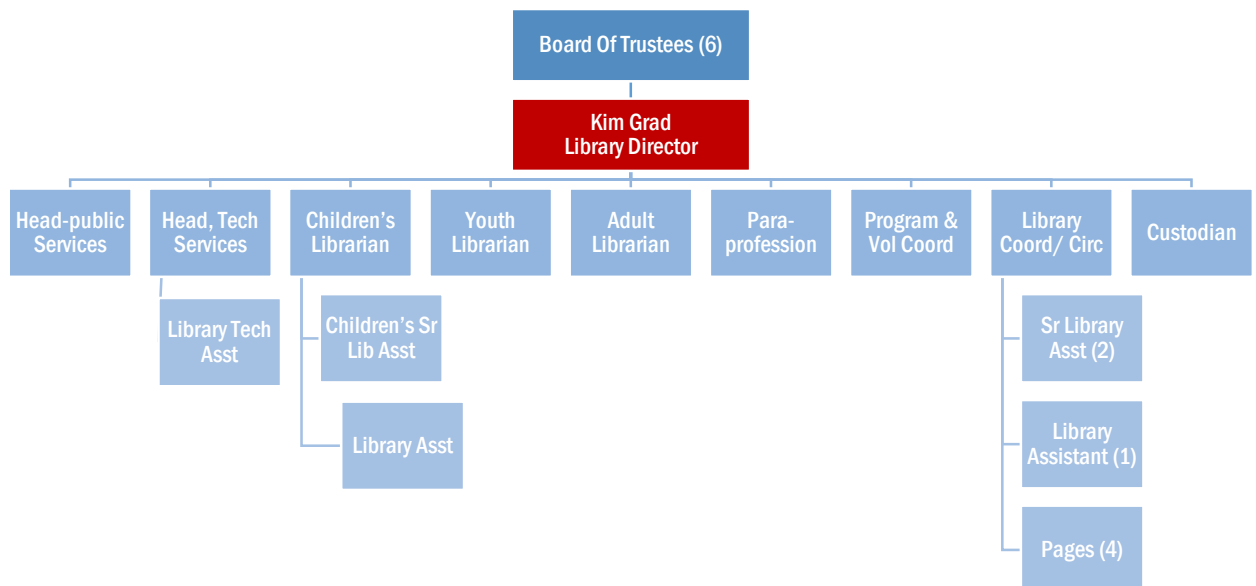 Board Of Trustees (6)
Kim Grad
Library Director
Head-public
Services
Head, Tech
Services
Children’s
Librarian
Youth
Librarian
Adult
Librarian
Para-
profession
Program &
Vol Coord
Library
Coord/ Circ
Custodian
Library Tech
Asst
Children’s Sr
Lib Asst
Library Asst
Sr Library
Asst (2)
Library
Assistant (1)
Pages (4)